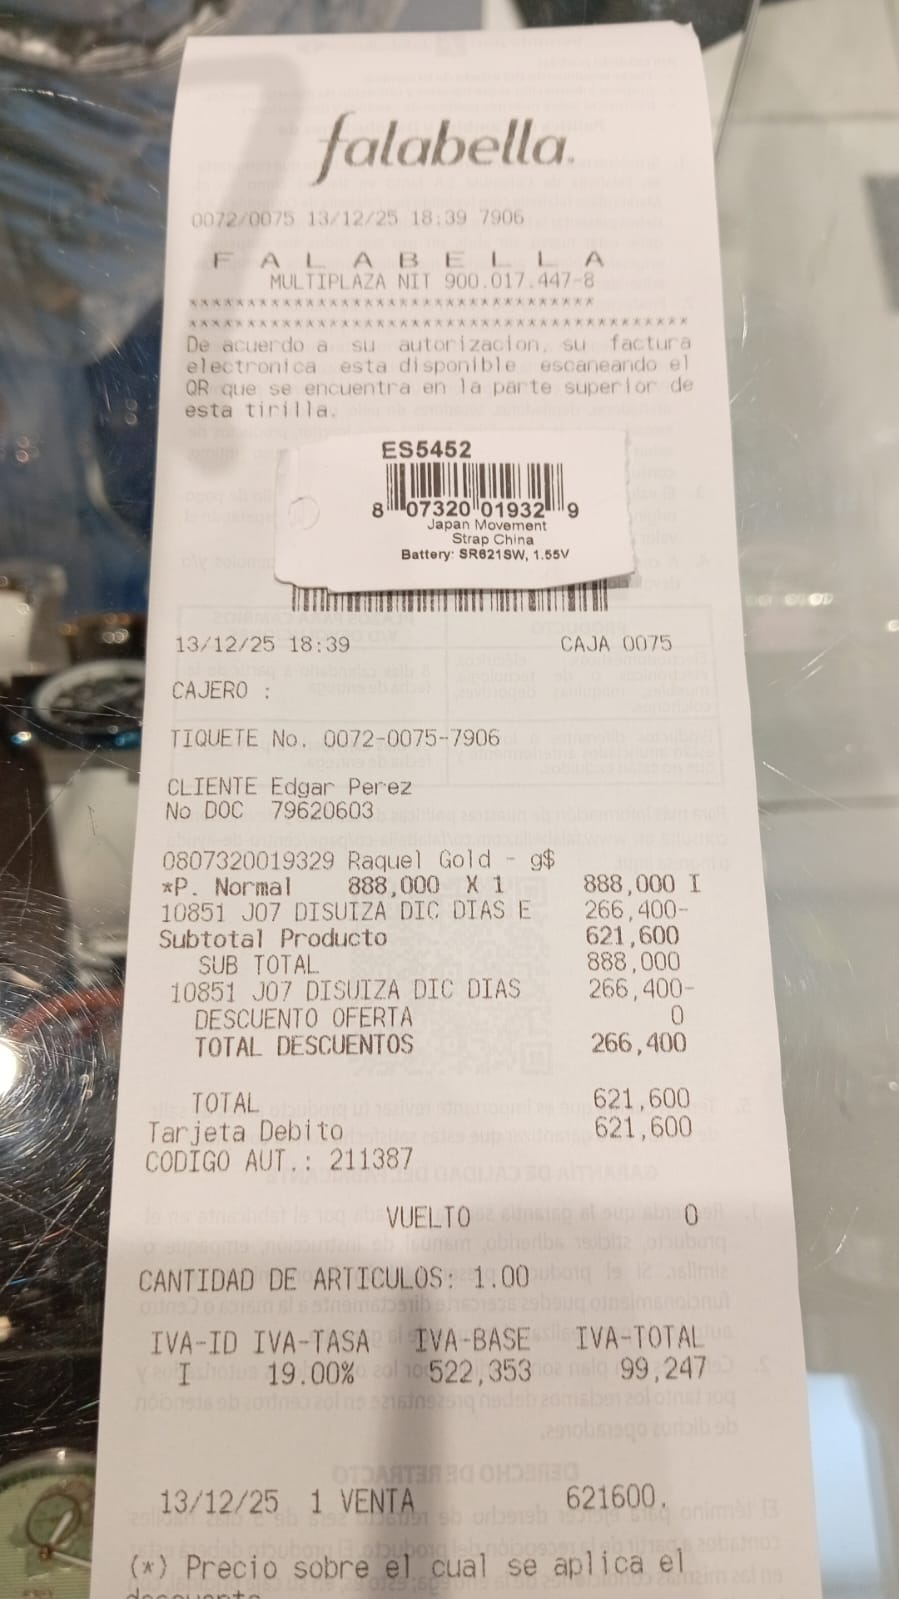 falabella.
0072/0075 13/12/25 18:39 7906
F A L A B E L L A
MULTIPLAZA NIT 900.017.447-8
***********************************
*******************************************
De acuerdo a su autorizacion, su factura
electronica esta disponible escaneando el
QR que se encuentra en la parte superior de
esta tirilla.
ES5452
8 07320 01932 9
Japan Movement
Strap China
Battery: SR621SW, 1.55V
13/12/25 18:39 CAJA 0075
CAJERO :
TIQUETE No. 0072-0075-7906
CLIENTE Edgar Perez
No DOC 79620603
0807320019329 Raquel Gold - g$
*P. Normal 888,000 X 1 888,000 I
10851 J07 DISUIZA DIC DIAS E 266,400-
Subtotal Producto 621,600
SUB TOTAL 888,000
10851 J07 DISUIZA DIC DIAS 266,400-
DESCUENTO OFERTA 0
TOTAL DESCUENTOS 266,400
TOTAL 621,600
Tarjeta Debito 621,600
CODIGO AUT.: 211387
VUELTO 0
CANTIDAD DE ARTICULOS: 1.00
IVA-ID IVA-TASA IVA-BASE IVA-TOTAL
I 19.00% 522,353 99,247
13/12/25 1 VENTA 621600.
(*) Precio sobre el cual se aplica el